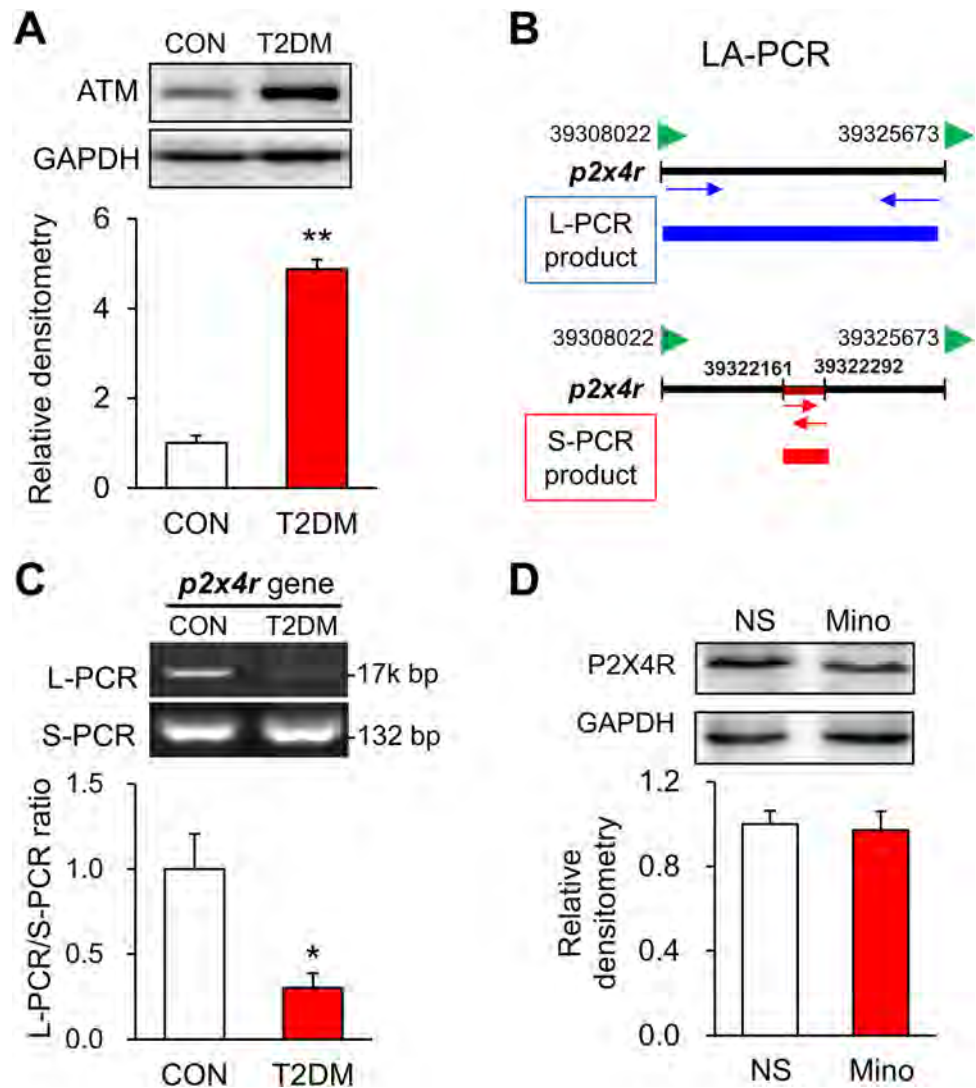 A
CON T2DM
ATM
GAPDH
Relative densitometry
6
4
2
0
**
CON T2DM
B
LA-PCR
39308022 39325673
p2x4r
L-PCR
product
39308022 39325673
39322161 39322292
p2x4r
S-PCR
product
C
p2x4r gene
CON T2DM
L-PCR -17k bp
S-PCR -132 bp
L-PCR/S-PCR ratio
1.5
1.0
0.5
0.0
*
CON T2DM
D
NS Mino
P2X4R
GAPDH
Relative
densitometry
1.2
0.8
0.4
0.0
NS Mino